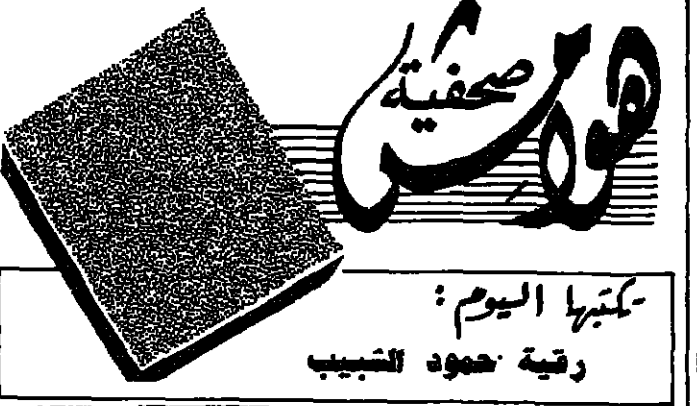 هوامش
صحفية
تكتبها اليوم :
رقية حمود الشبيب